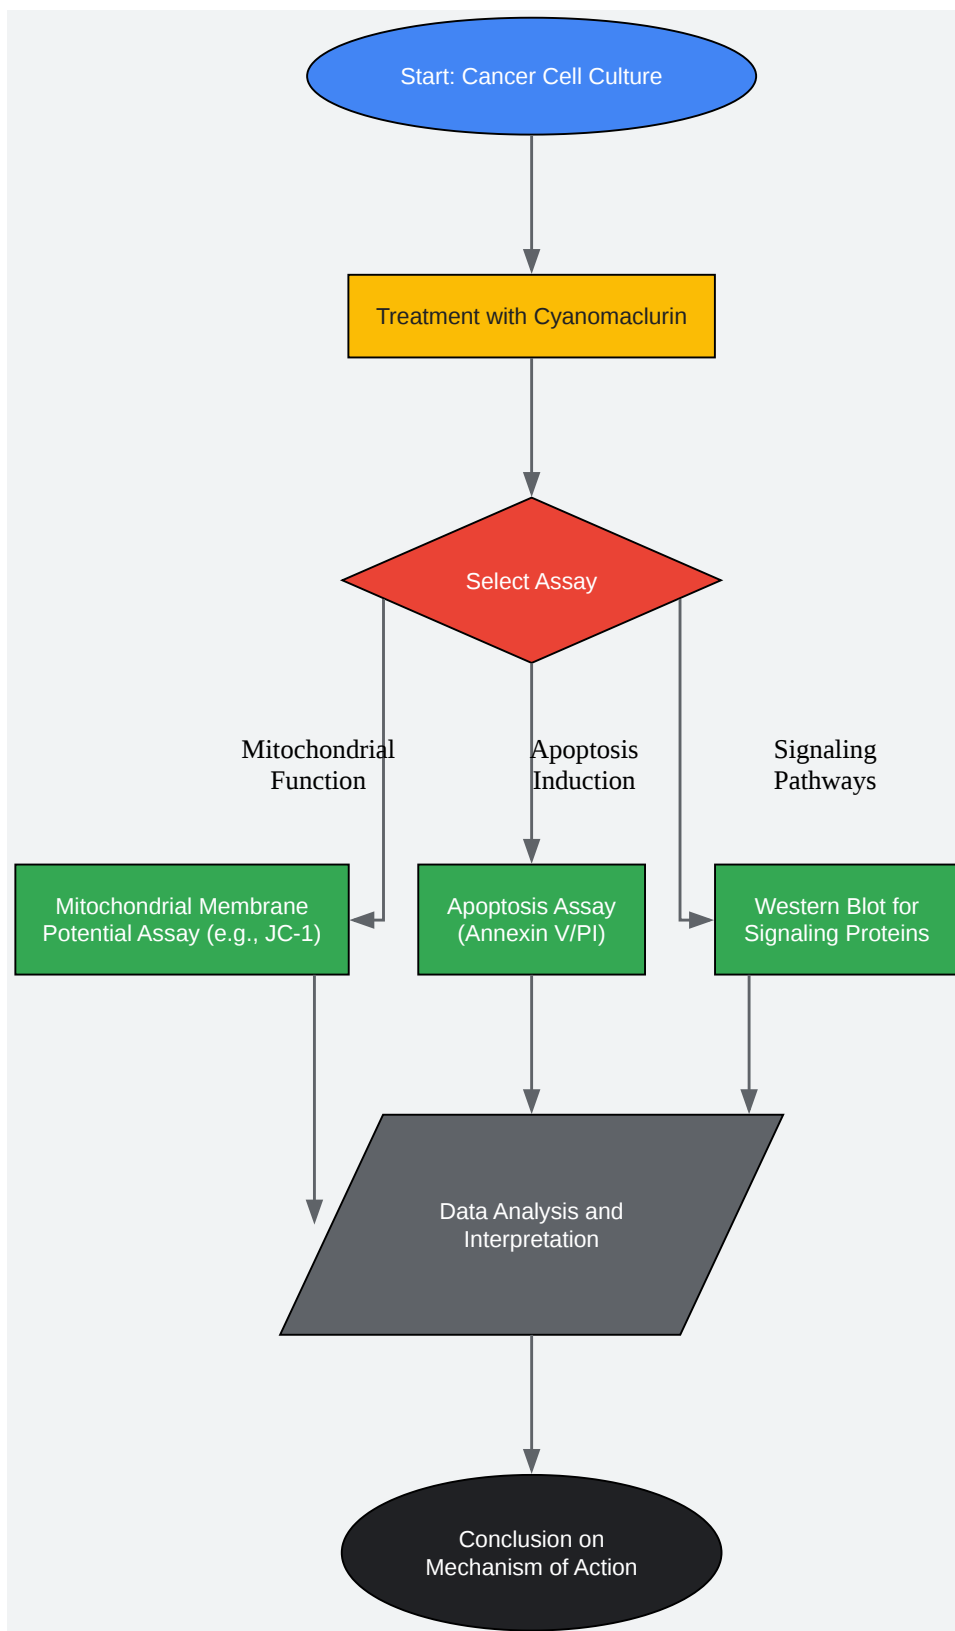 Start: Cancer Cell Culture
Treatment with Cyanomaclurin
Select Assay
Mitochondrial
Function
Apoptosis
Induction
Signaling
Pathways
Mitochondrial Membrane
Potential Assay (e.g., JC-1)
Apoptosis Assay
(Annexin V/PI)
Western Blot for
Signaling Proteins
Data Analysis and
Interpretation
Conclusion on
Mechanism of Action